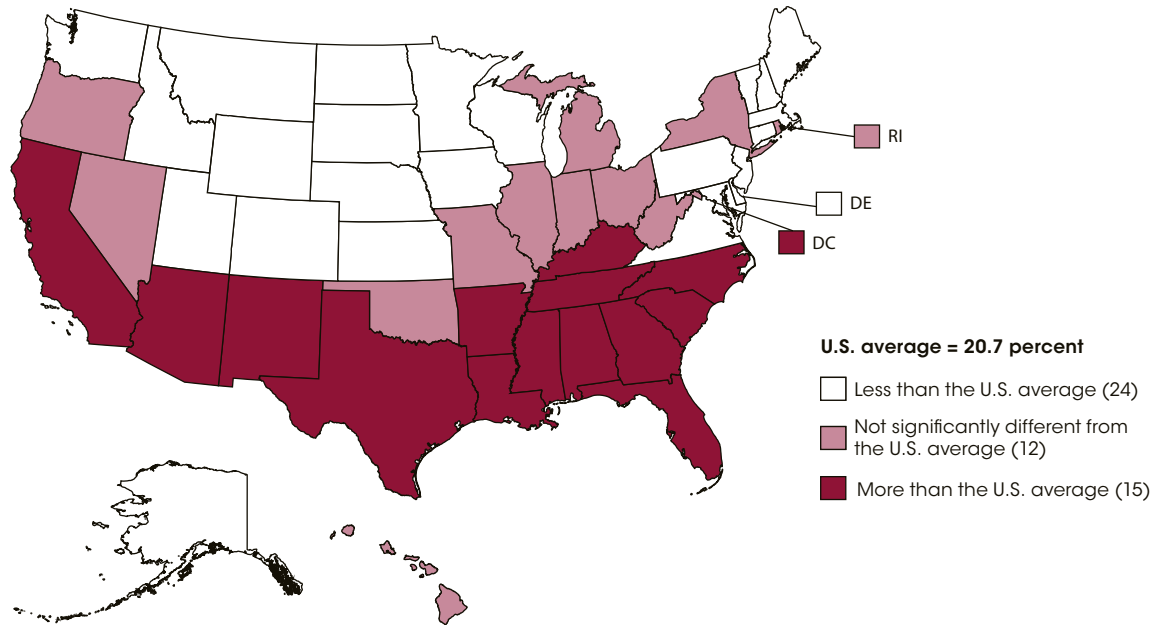 RI
DE
DC
U.S. average = 20.7 percent
Less than the U.S. average (24)
Not significantly different from
the U.S. average (12)
More than the U.S. average (15)